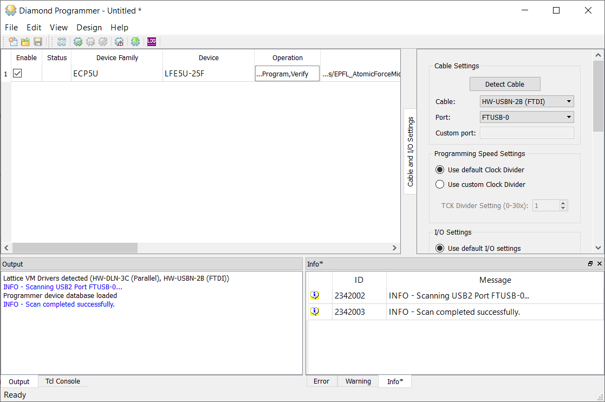 Diamond Programmer - Untitled *
File Edit View Design Help
LOG
Enable Status Device Family Device Operation
1 ECP5U LFE5U-25F ...Program,Verify ...s/EPFL_AtomicForceMic
Cable and I/O Settings
Cable Settings
Detect Cable
Cable: HW-USBN-2B (FTDI)
Port: FTUSB-0
Custom port:
Programming Speed Settings
Use default Clock Divider
Use custom Clock Divider
TCK Divider Setting (0-30x): 1
I/O Settings
Use default I/O settings
Output
Lattice VM Drivers detected (HW-DLN-3C (Parallel), HW-USBN-2B (FTDI))
INFO - Scanning USB2 Port FTUSB-0...
Programmer device database loaded
INFO - Scan completed successfully.
Output Tcl Console
Info*
ID Message
2342002 INFO - Scanning USB2 Port FTUSB-0...
2342003 INFO - Scan completed successfully.
Error Warning Info*
Ready